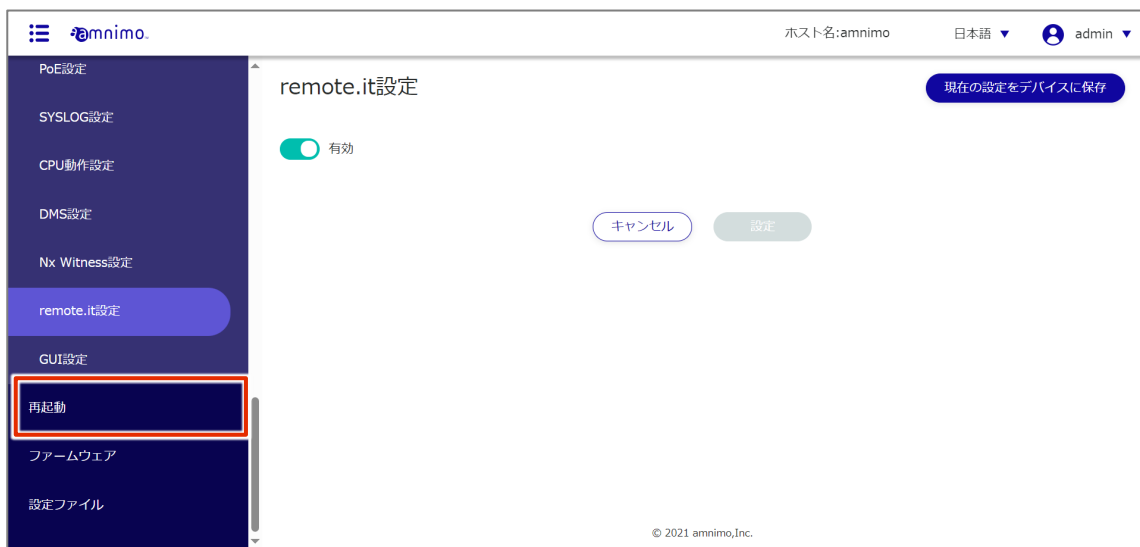 amnimo.
ホスト名:amnimo
日本語 ▼
admin ▼
PoE設定
SYSLOG設定
CPU動作設定
DMS設定
Nx Witness設定
remote.it設定
GUI設定
再起動
ファームウェア
設定ファイル
remote.it設定
現在の設定をデバイスに保存
有効
キャンセル
設定
© 2021 amnimo,Inc.